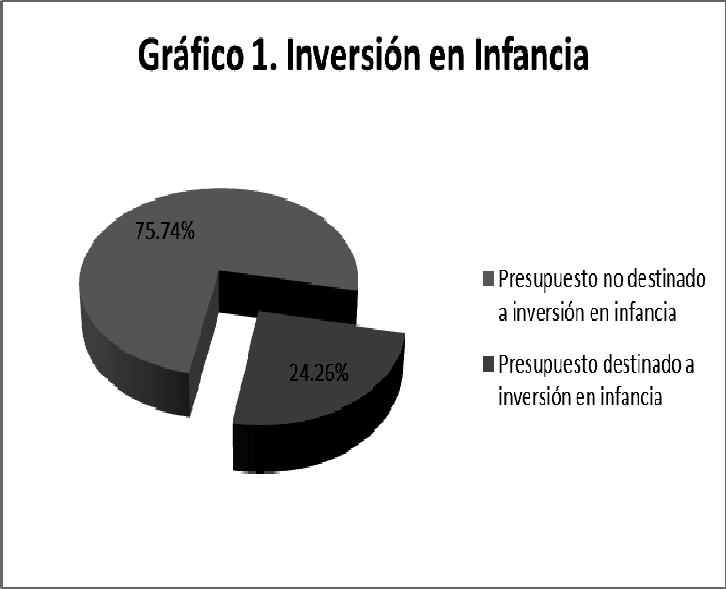 Gráfico 1. Inversión en Infancia
75.74%
24.26%
Presupuesto no destinado
a inversión en infancia
Presupuesto destinado a
inversión en infancia